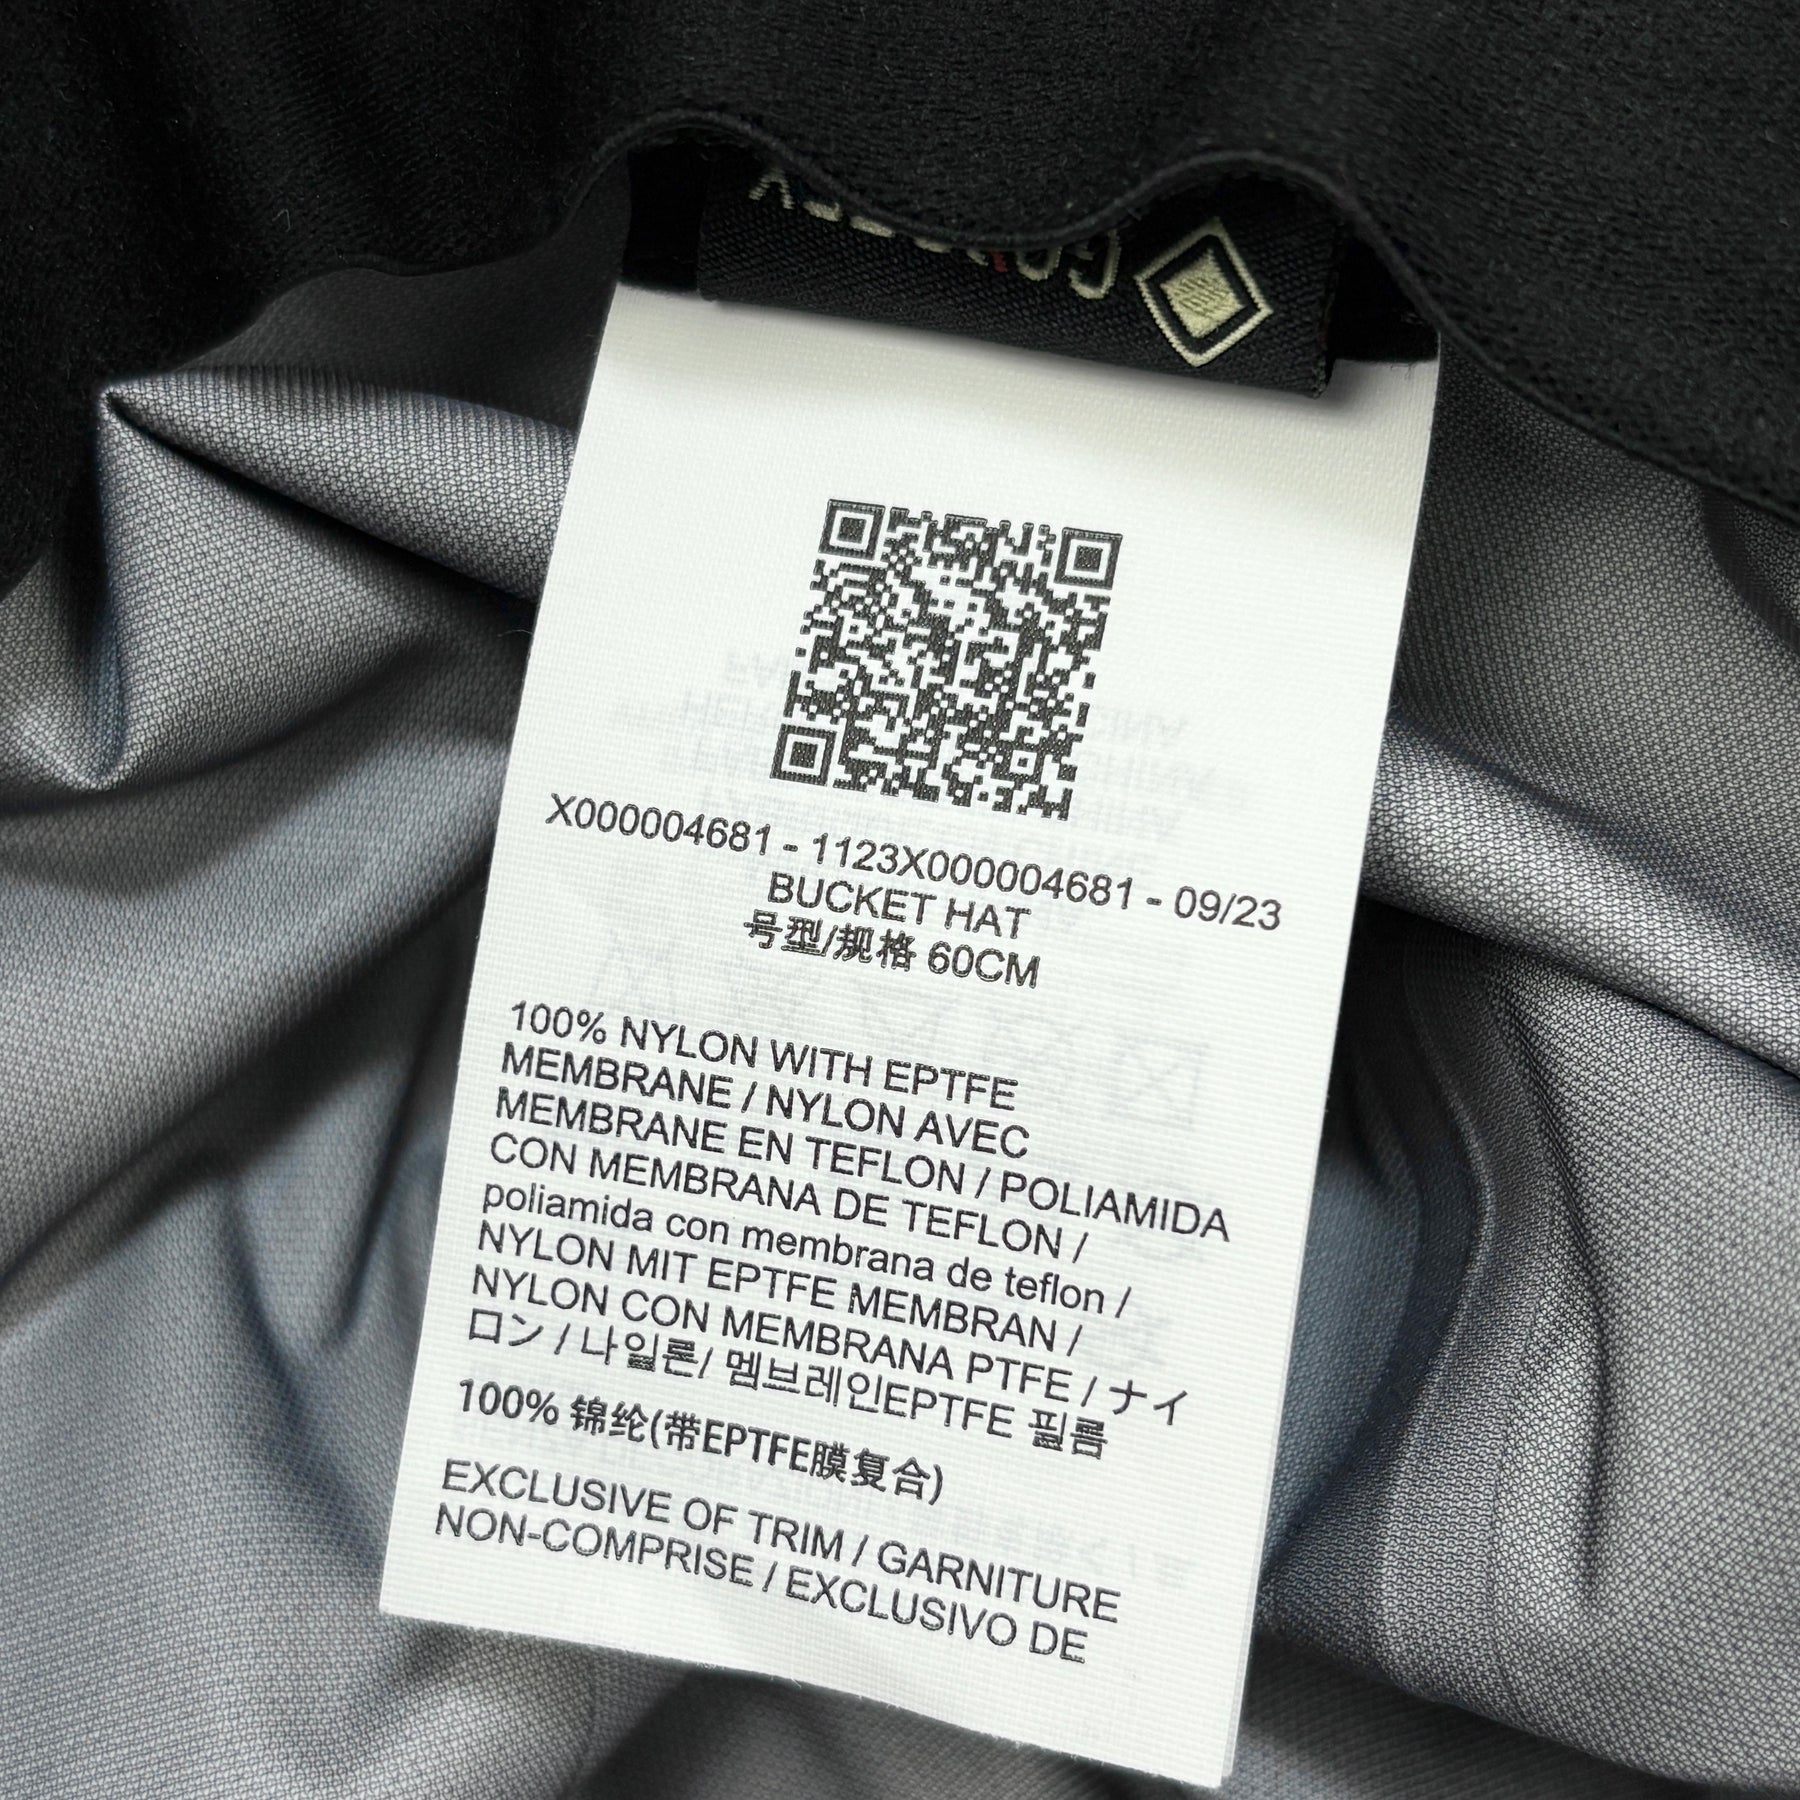 X000004681 - 1123X000004681 - 09/23
BUCKET HAT
号型/规格 60CM
100% NYLON WITH EPTFE
MEMBRANE / NYLON AVEC
MEMBRANE EN TEFLON / POLIAMIDA
CON MEMBRANA DE TEFLON /
poliamida con membrana de teflon /
NYLON MIT EPTFE MEMBRAN /
NYLON CON MEMBRANA PTFE / ナイ
ロン / 나일론/ 멤브레인EPTFE 필름
100% 锦纶(带EPTFE膜复合)
EXCLUSIVE OF TRIM / GARNITURE
NON-COMPRISE / EXCLUSIVO DE